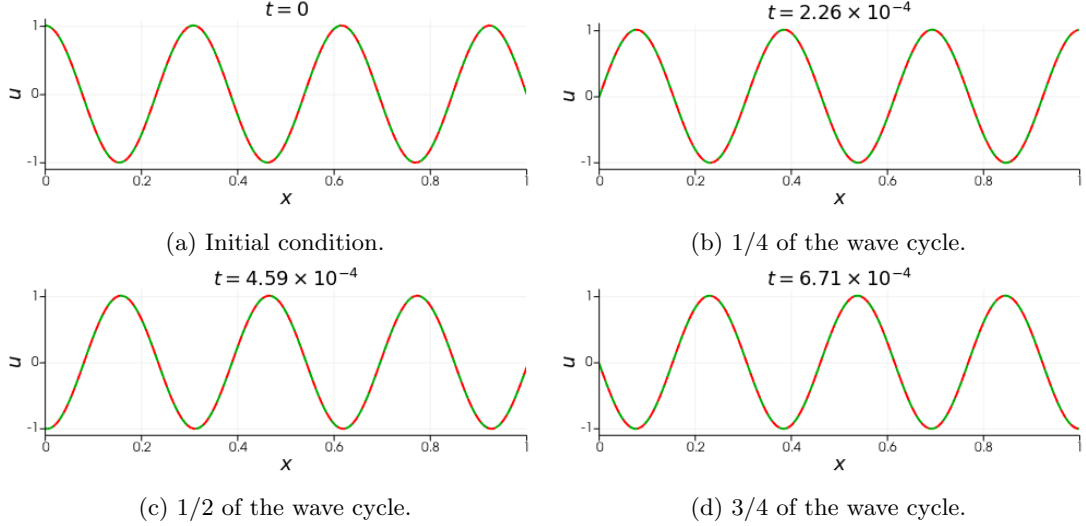 t = 0
u
1
0
-1
0 0.2 0.4 0.6 0.8 1
x
(a) Initial condition.
t = 2.26 × 10⁻⁴
u
1
0
-1
0 0.2 0.4 0.6 0.8 1
x
(b) 1/4 of the wave cycle.
t = 4.59 × 10⁻⁴
u
1
0
-1
0 0.2 0.4 0.6 0.8 1
x
(c) 1/2 of the wave cycle.
t = 6.71 × 10⁻⁴
u
1
0
-1
0 0.2 0.4 0.6 0.8 1
x
(d) 3/4 of the wave cycle.